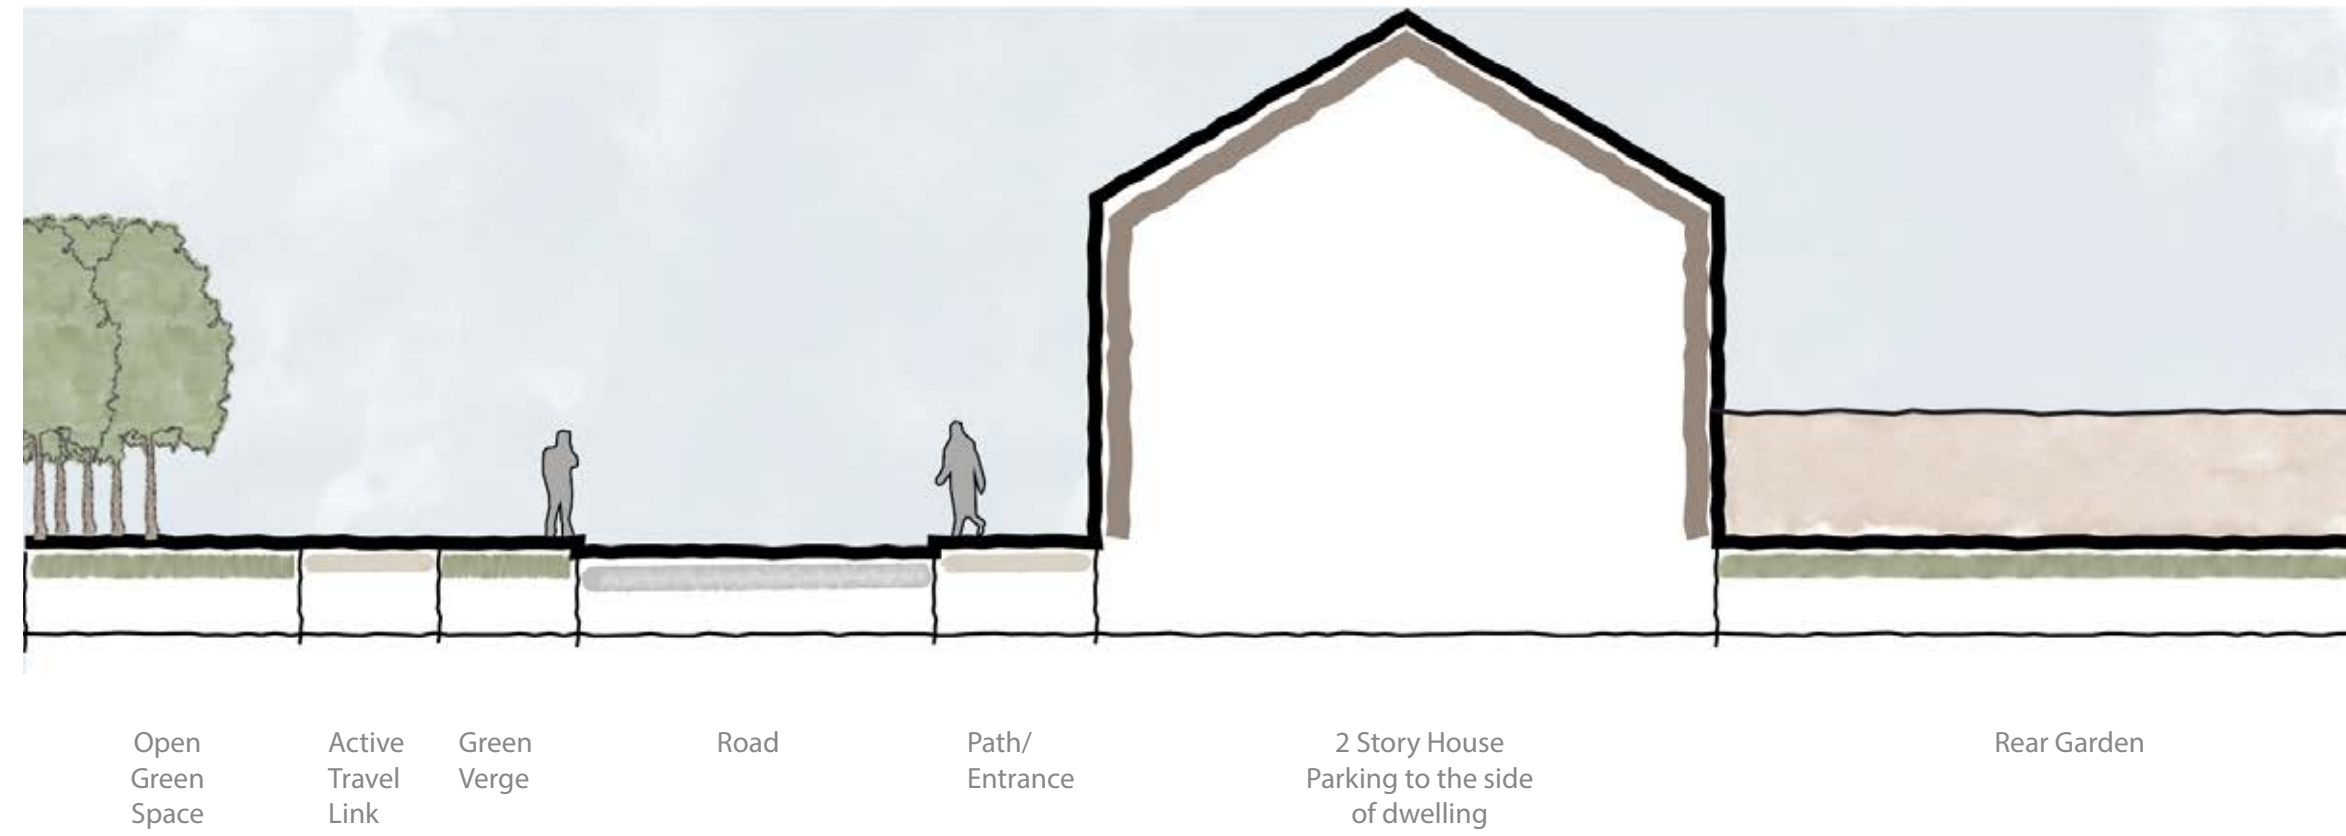 Open
Green
Space
Active
Travel
Link
Green
Verge
Road
Path/
Entrance
2 Story House
Parking to the side
of dwelling
Rear Garden